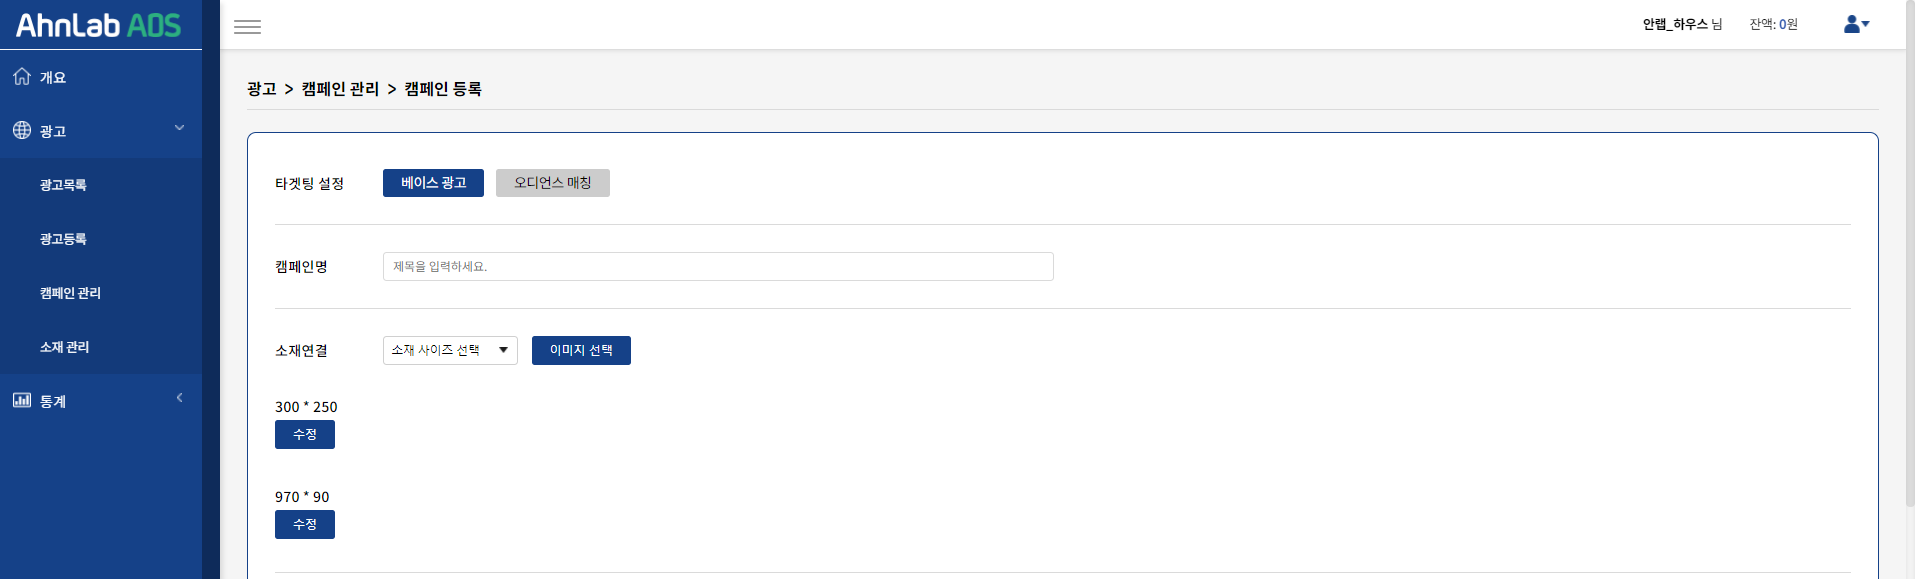 AhnLab ADS
안랩_하우스 님 잔액: 0원
개요
광고
광고목록
광고등록
캠페인 관리
소재 관리
통계
광고 > 캠페인 관리 > 캠페인 등록
타겟팅 설정 베이스 광고 오디언스 매칭
캠페인명 제목을 입력하세요.
소재연결 소재 사이즈 선택 이미지 선택
300 * 250
수정
970 * 90
수정